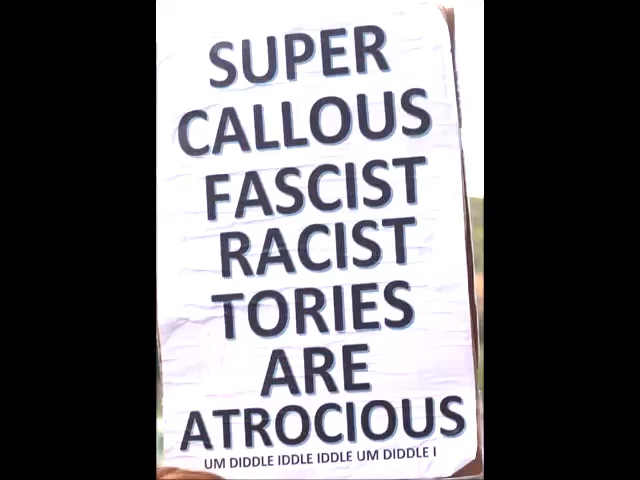 SUPER
CALLOUS
FASCIST
RACIST
TORIES
ARE
ATROCIOUS
UM DIDDLE IDDLE IDDLE UM DIDDLE I